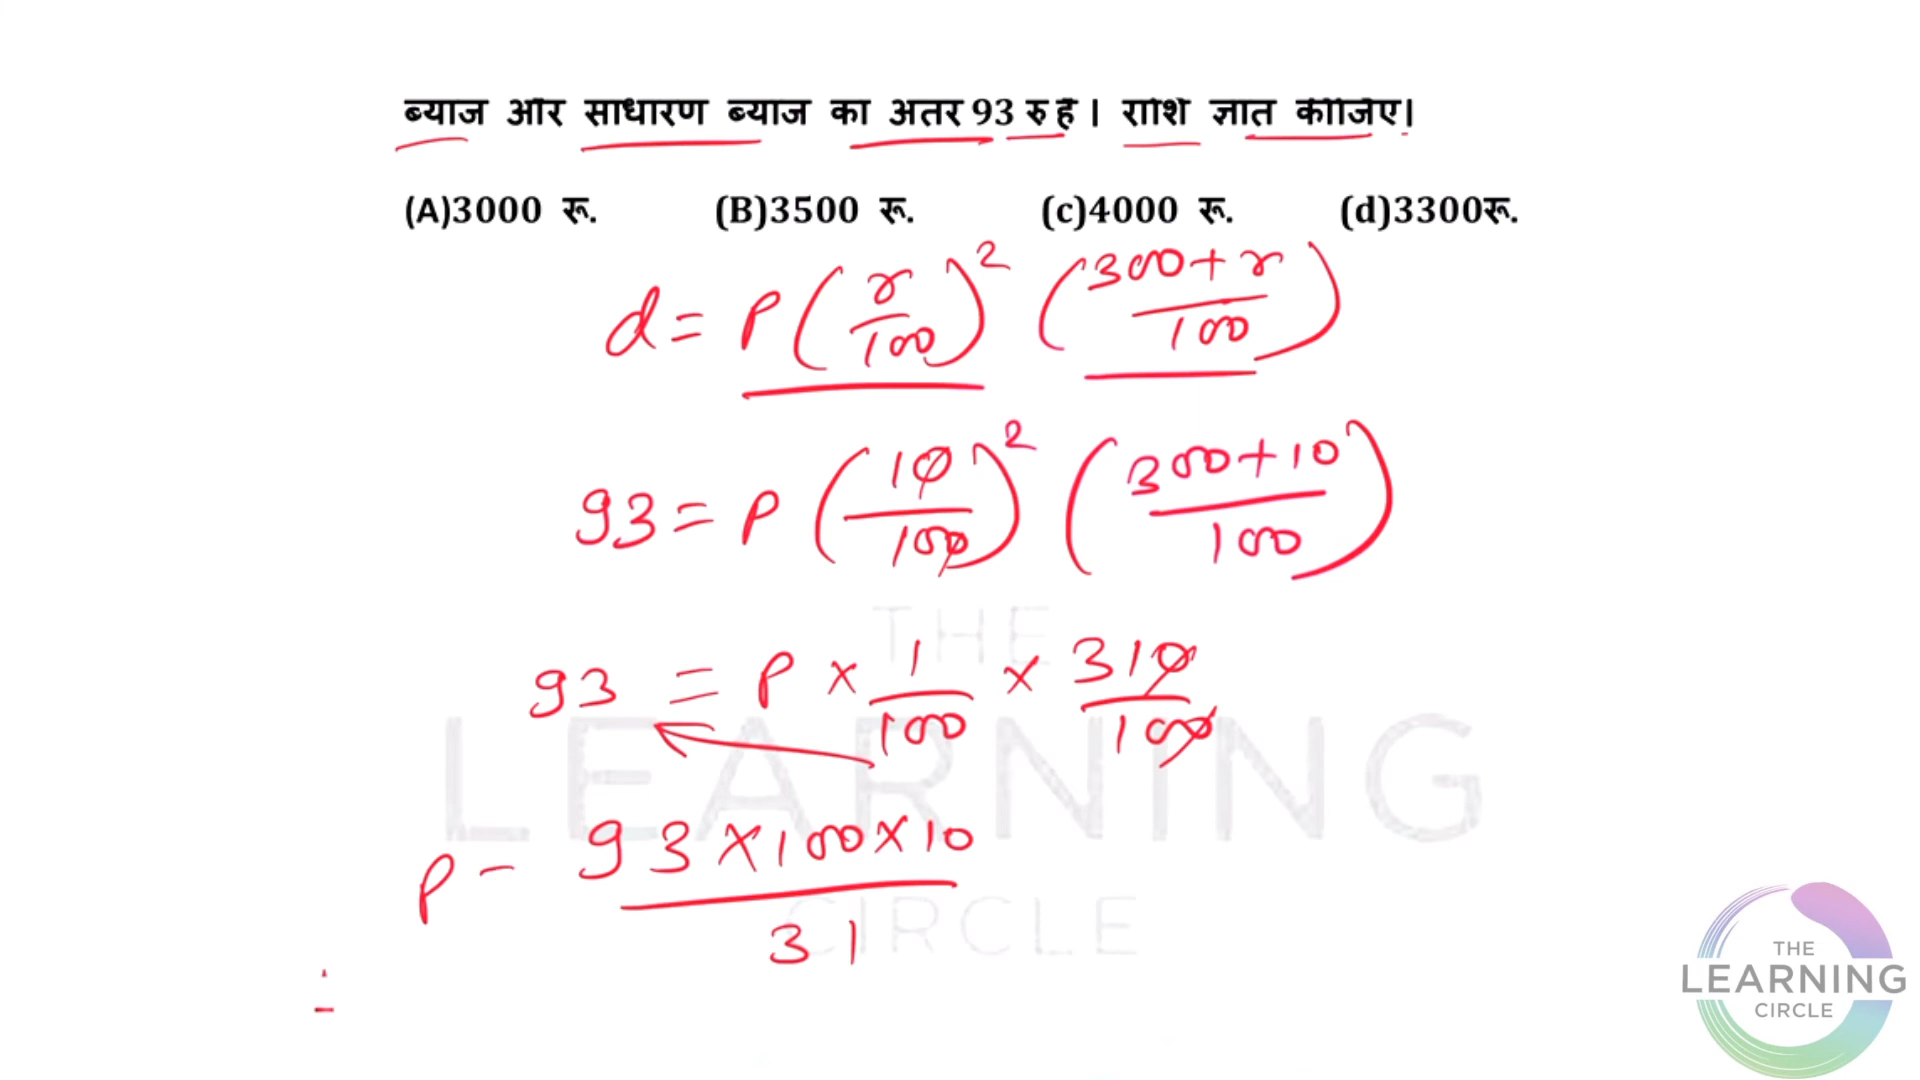 ब्याज और साधारण ब्याज का अंतर 93 रु है। राशि ज्ञात कीजिए।
(A)3000 रू. (B)3500 रू. (c)4000 रू. (d)3300रू.
d = P(r/100)² (300+r/100)
93 = P(10/100)² (300+10/100)
93 = P × 1/100 × 310/100
P - 93×100×10/31
THE
LEARNING
CIRCLE
THE
LEARNING
CIRCLE